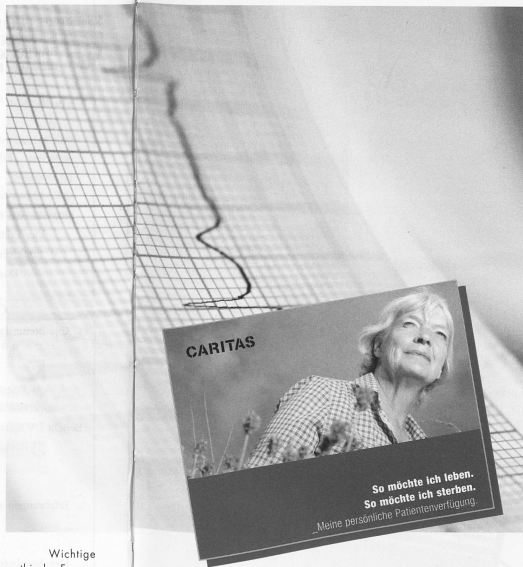 CARITAS
So möchte ich leben.
So möchte ich sterben.
_Meine persönliche Patientenverfügung.
Wichtige